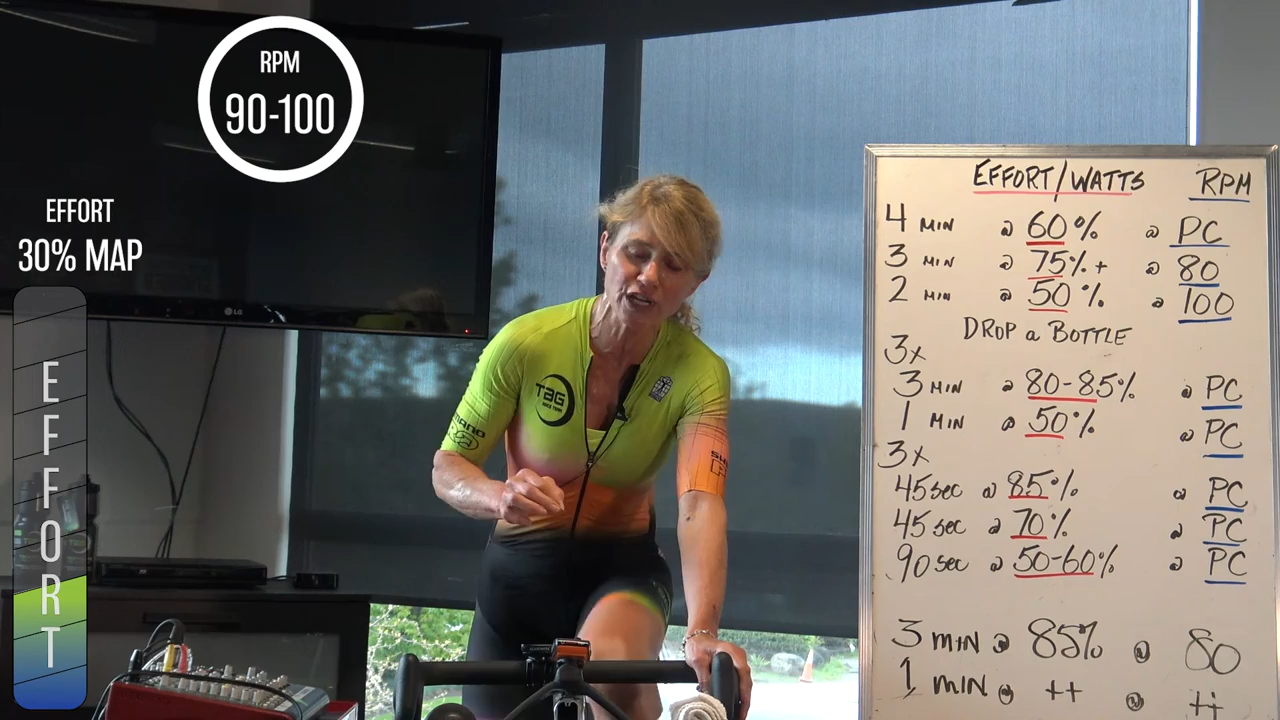 RPM
90-100
EFFORT
30% MAP
EFFORT
LG
TAG
EFFORT/WATTS RPM
4 MIN @ 60% @ PC
3 MIN @ 75%+ @ 80
2 MIN @ 50% @ 100
DROP a BOTTLE
3x
3 MIN @ 80-85% @ PC
1 MIN @ 50% @ PC
3x
45sec @ 85% @ PC
45sec @ 70% @ PC
90sec @ 50-60% @ PC
3 MIN @ 85% @ 80
1 MIN @ ++ @ ++